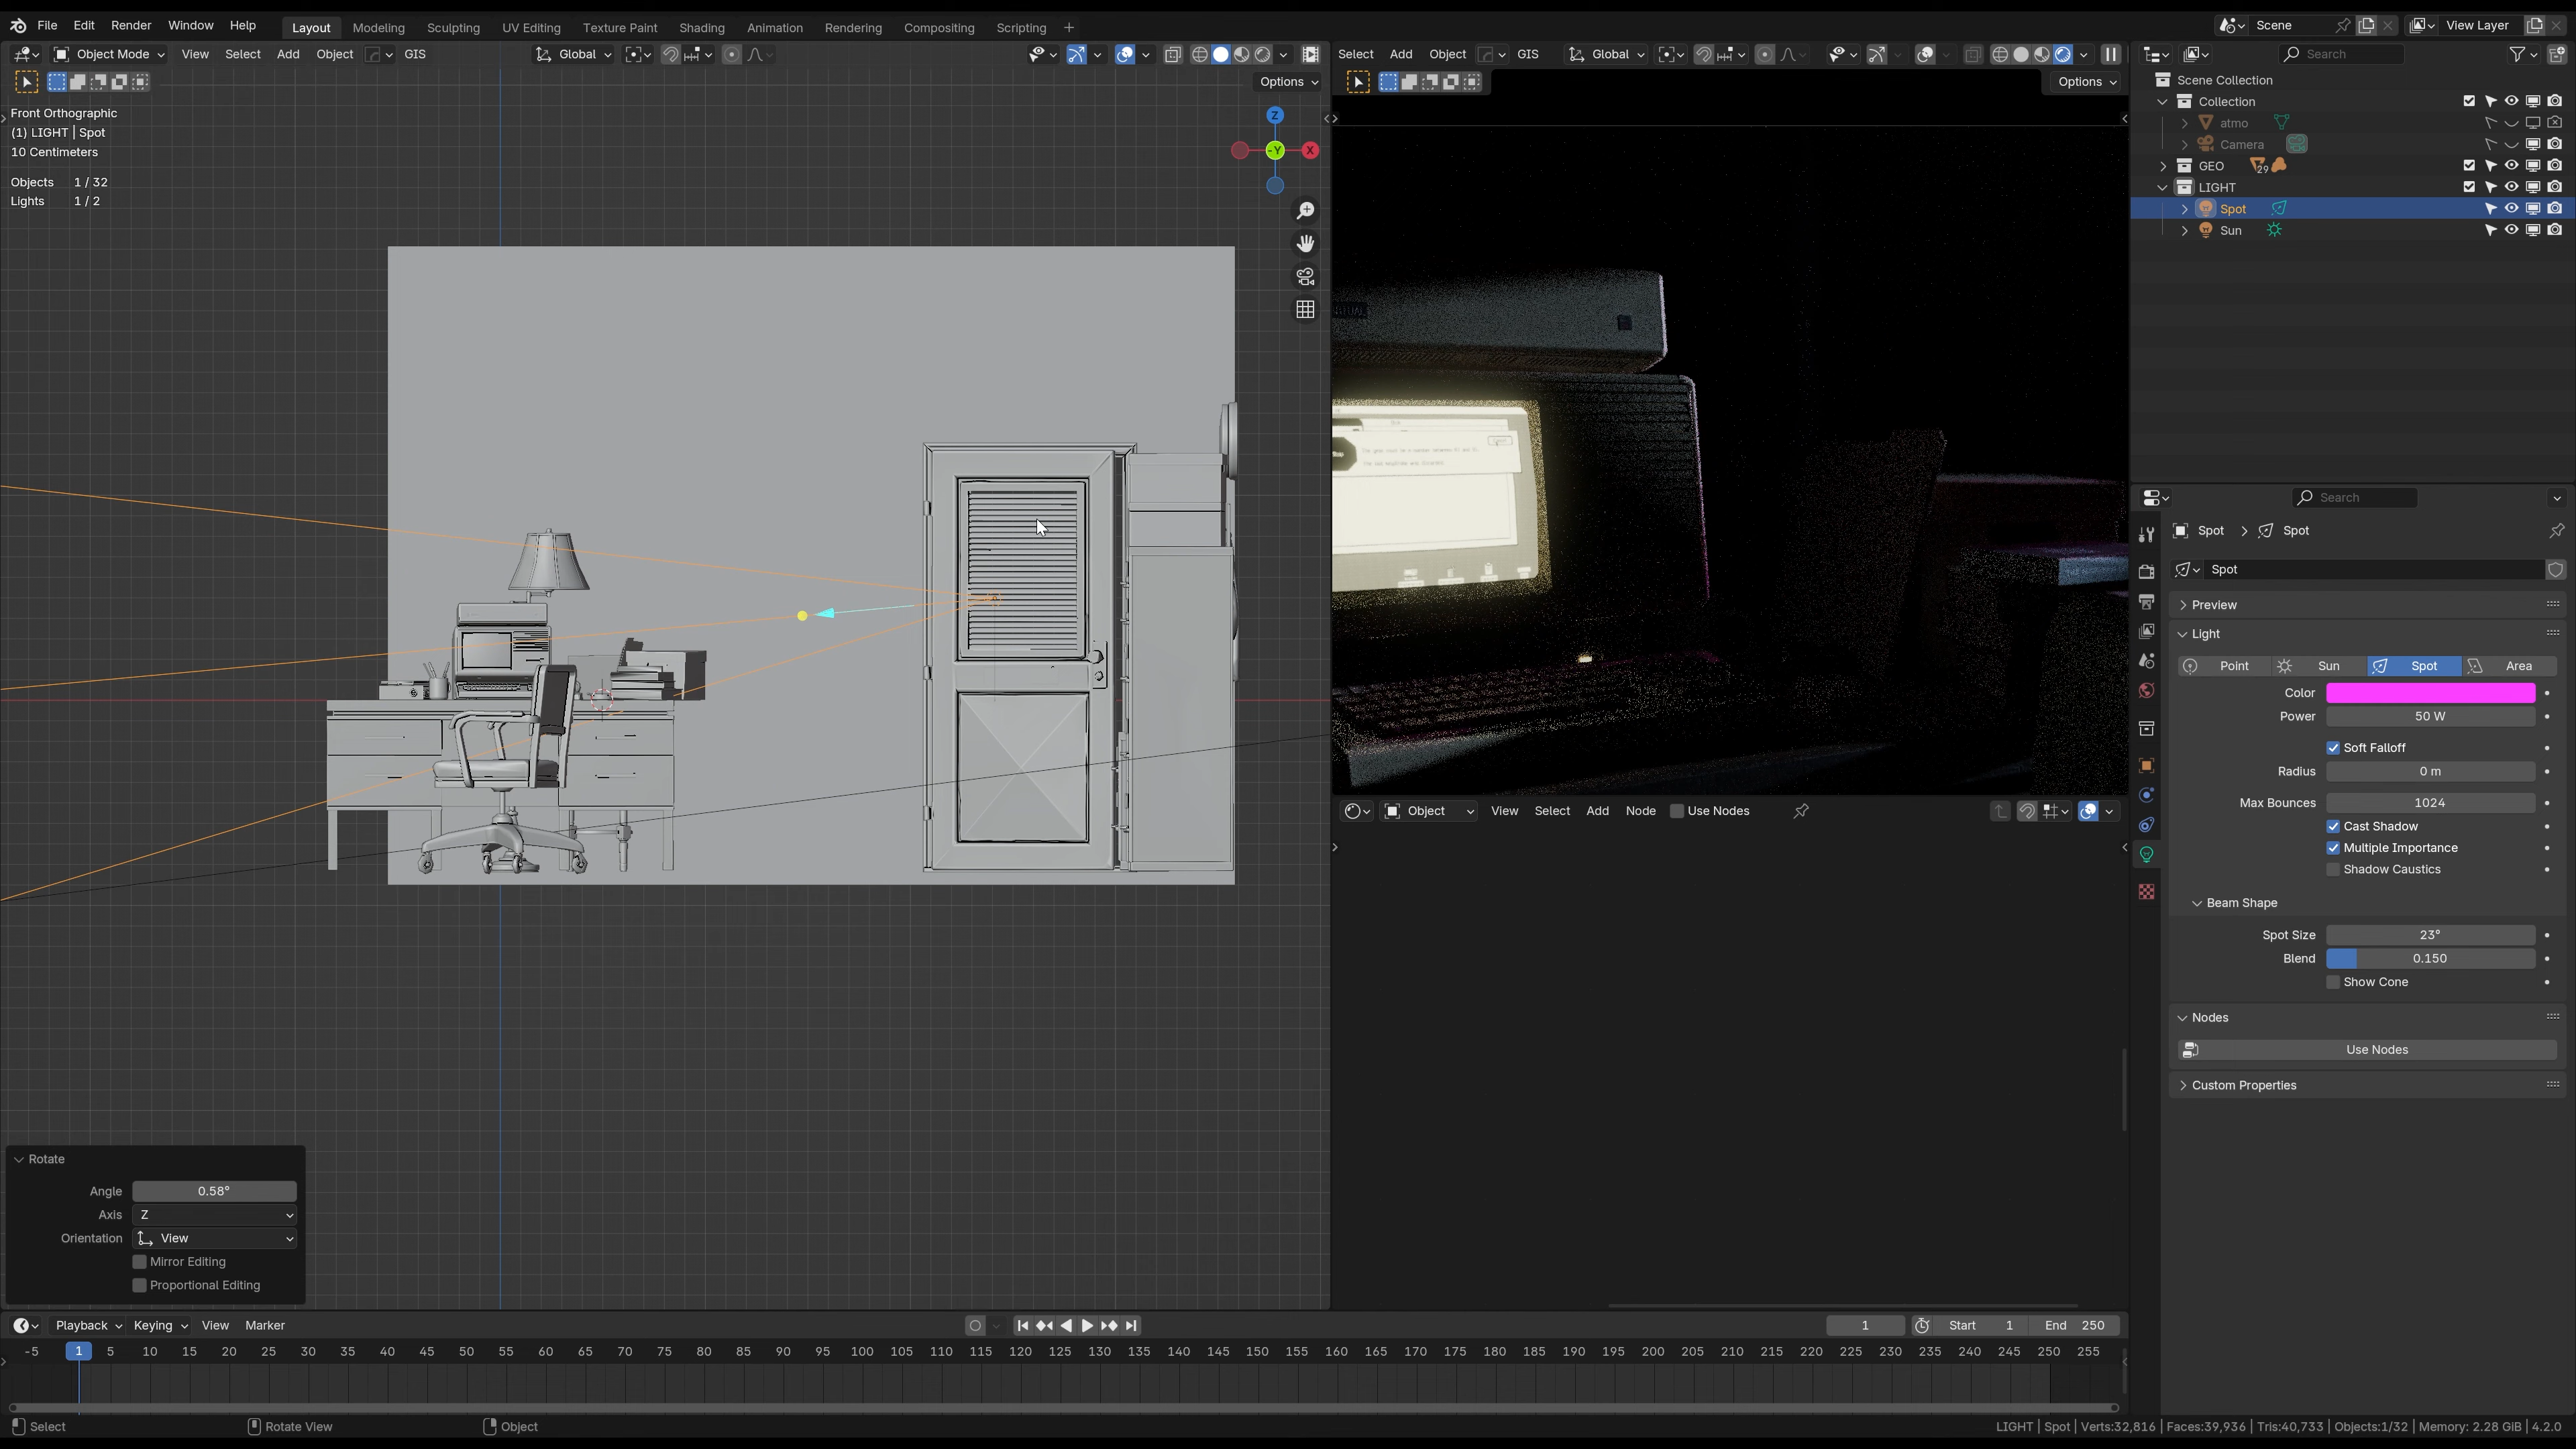 File Edit Render Window Help Layout Modeling Sculpting UV Editing Texture Paint Shading Animation Rendering Compositing Scripting + Scene View Layer
Object Mode View Select Add Object GIS Global Select Add Object GIS Global Search
Options Options
Scene Collection
Collection
atmo
Camera
GEO 29
LIGHT
Spot
Sun
Front Orthographic
(1) LIGHT | Spot
10 Centimeters
Objects 1 / 32
Lights 1 / 2
Z
-Y X
Search
Spot > Spot
Spot
Preview
Light
Point Sun Spot Area
Color
Power 50 W
Soft Falloff
Radius 0 m
Max Bounces 1024
Cast Shadow
Multiple Importance
Shadow Caustics
Beam Shape
Spot Size 23°
Blend 0.150
Show Cone
Nodes
Use Nodes
Custom Properties
Object View Select Add Node Use Nodes
Rotate
Angle 0.58°
Axis Z
Orientation View
Mirror Editing
Proportional Editing
Playback Keying View Marker 1 Start 1 End 250
-5 1 5 10 15 20 25 30 35 40 45 50 55 60 65 70 75 80 85 90 95 100 105 110 115 120 125 130 135 140 145 150 155 160 165 170 175 180 185 190 195 200 205 210 215 220 225 230 235 240 245 250 255
Select Rotate View Object LIGHT | Spot | Verts:32,816 | Faces:39,936 | Tris:40,733 | Objects:1/32 | Memory: 2.28 GiB | 4.2.0